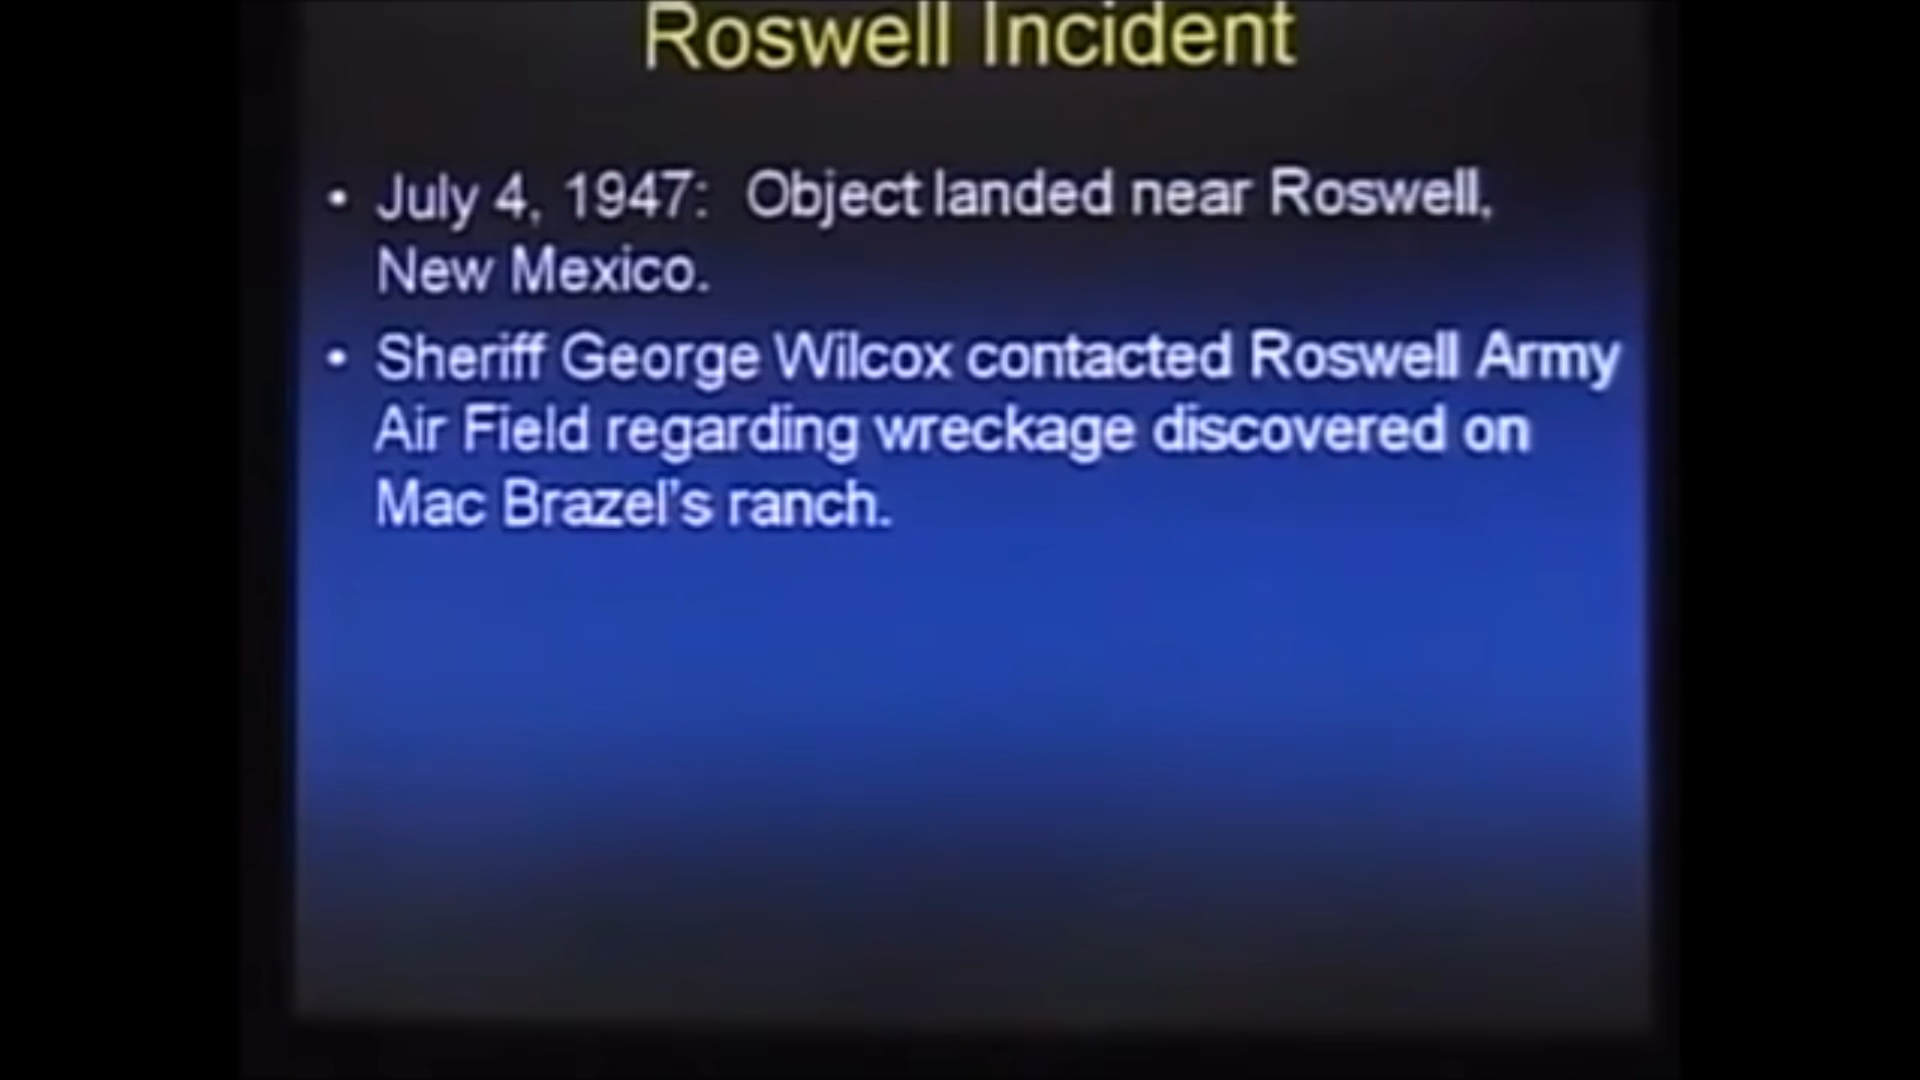 Roswell Incident
• July 4, 1947: Object landed near Roswell,
New Mexico.
• Sheriff George Wilcox contacted Roswell Army
Air Field regarding wreckage discovered on
Mac Brazel's ranch.